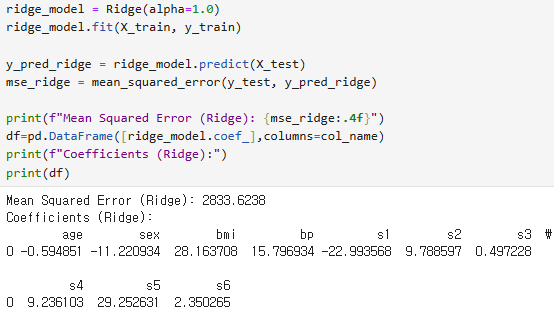 ridge_model = Ridge(alpha=1.0)
ridge_model.fit(X_train, y_train)
y_pred_ridge = ridge_model.predict(X_test)
mse_ridge = mean_squared_error(y_test, y_pred_ridge)
print(f"Mean Squared Error (Ridge): {mse_ridge:.4f}")
df=pd.DataFrame([ridge_model.coef_],columns=col_name)
print(f"Coefficients (Ridge):")
print(df)
Mean Squared Error (Ridge): 2833.6238
Coefficients (Ridge):
age sex bmi bp s1 s2 s3 ₩
0 -0.594851 -11.220934 28.163708 15.796934 -22.993568 9.788597 0.497228
s4 s5 s6
0 9.236103 29.252631 2.350265